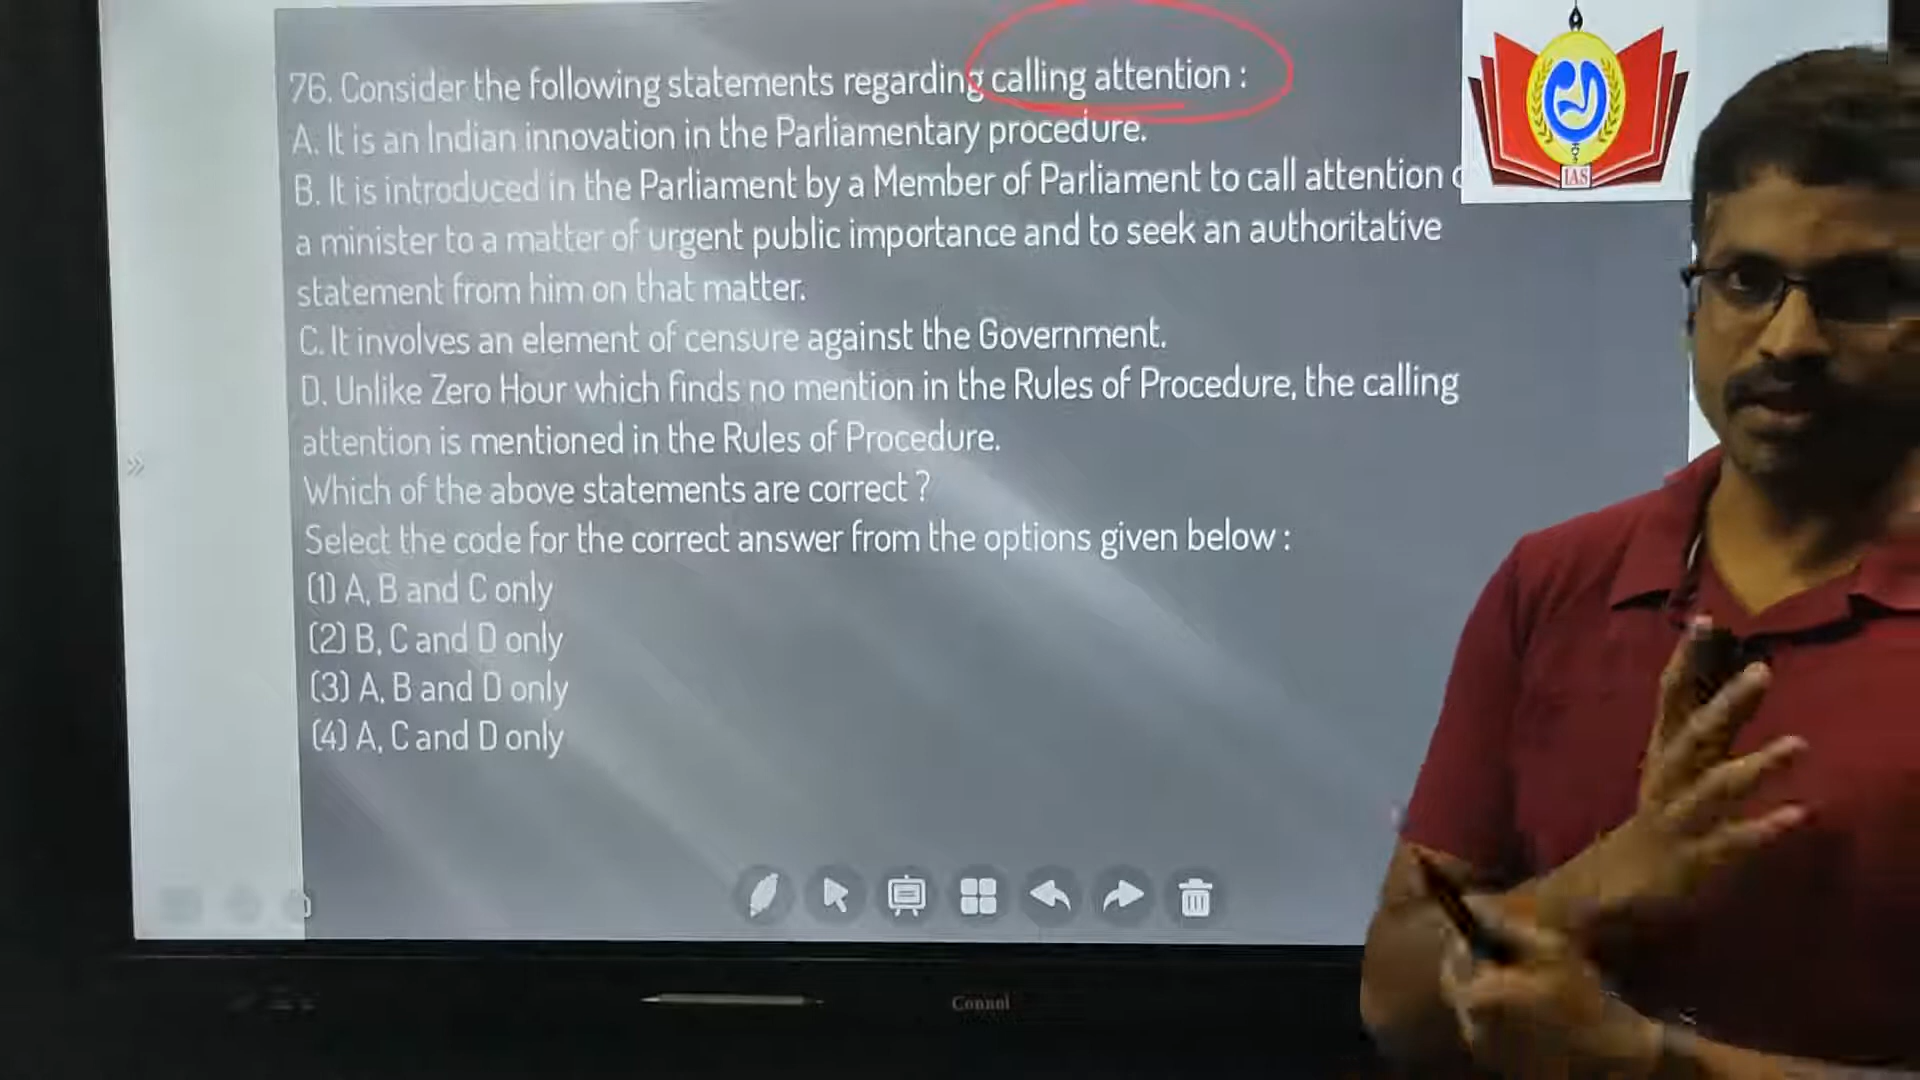 76. Consider the following statements regarding calling attention :
A. It is an Indian innovation in the Parliamentary procedure.
B. It is introduced in the Parliament by a Member of Parliament to call attention
a minister to a matter of urgent public importance and to seek an authoritative
statement from him on that matter.
C. It involves an element of censure against the Government.
D. Unlike Zero Hour which finds no mention in the Rules of Procedure, the calling
attention is mentioned in the Rules of Procedure.
Which of the above statements are correct ?
Select the code for the correct answer from the options given below :
(1) A, B and C only
(2) B, C and D only
(3) A, B and D only
(4) A, C and D only
IAS